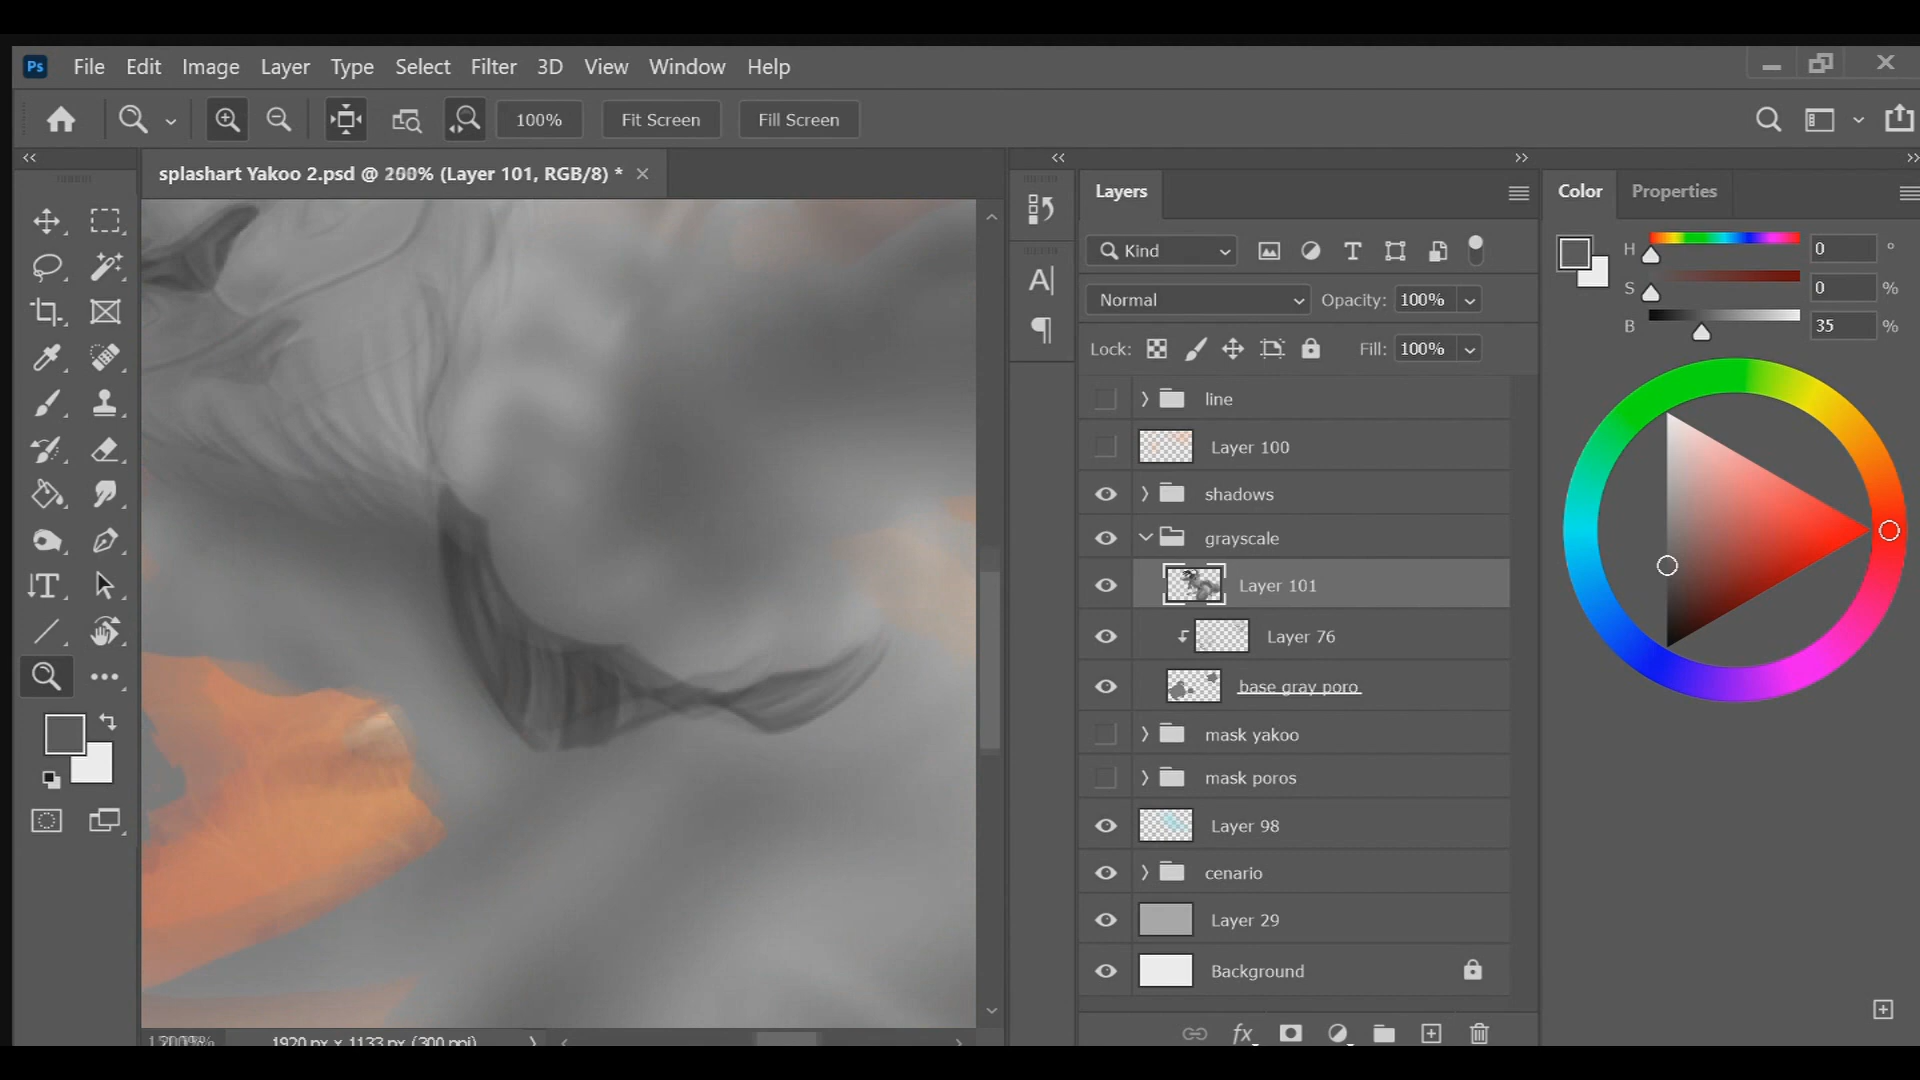 Ps File Edit Image Layer Type Select Filter 3D View Window Help
100% Fit Screen Fill Screen
splashart Yakoo 2.psd @ 200% (Layer 101, RGB/8) *
Layers
Color Properties
Kind
H 0 °
S 0 %
B 35 %
Normal Opacity: 100%
Lock: Fill: 100%
line
Layer 100
shadows
grayscale
Layer 101
Layer 76
base gray poro
mask yakoo
mask poros
Layer 98
cenario
Layer 29
Background
fx
1920 px x 1133 px (300 ppi)